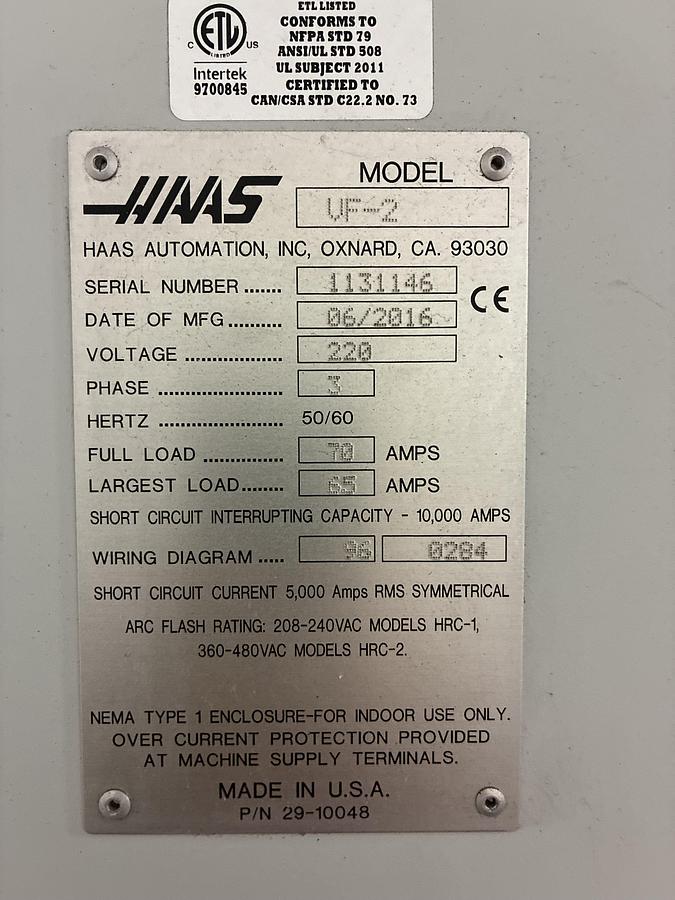 ETL LISTED
CONFORMS TO
NFPA STD 79
ANSI/UL STD 508
UL SUBJECT 2011
CERTIFIED TO
CAN/CSA STD C22.2 NO. 73
C ETL US
LISTED
Intertek
9700845
HAAS
MODEL VF-2
HAAS AUTOMATION, INC, OXNARD, CA. 93030
SERIAL NUMBER ....... 1131146 CE
DATE OF MFG.......... 06/2016
VOLTAGE ................. 220
PHASE ...................... 3
HERTZ ...................... 50/60
FULL LOAD .............. 70 AMPS
LARGEST LOAD........ 65 AMPS
SHORT CIRCUIT INTERRUPTING CAPACITY - 10,000 AMPS
WIRING DIAGRAM ..... 96 0284
SHORT CIRCUIT CURRENT 5,000 Amps RMS SYMMETRICAL
ARC FLASH RATING: 208-240VAC MODELS HRC-1,
360-480VAC MODELS HRC-2.
NEMA TYPE 1 ENCLOSURE-FOR INDOOR USE ONLY.
OVER CURRENT PROTECTION PROVIDED
AT MACHINE SUPPLY TERMINALS.
MADE IN U.S.A.
P/N 29-10048